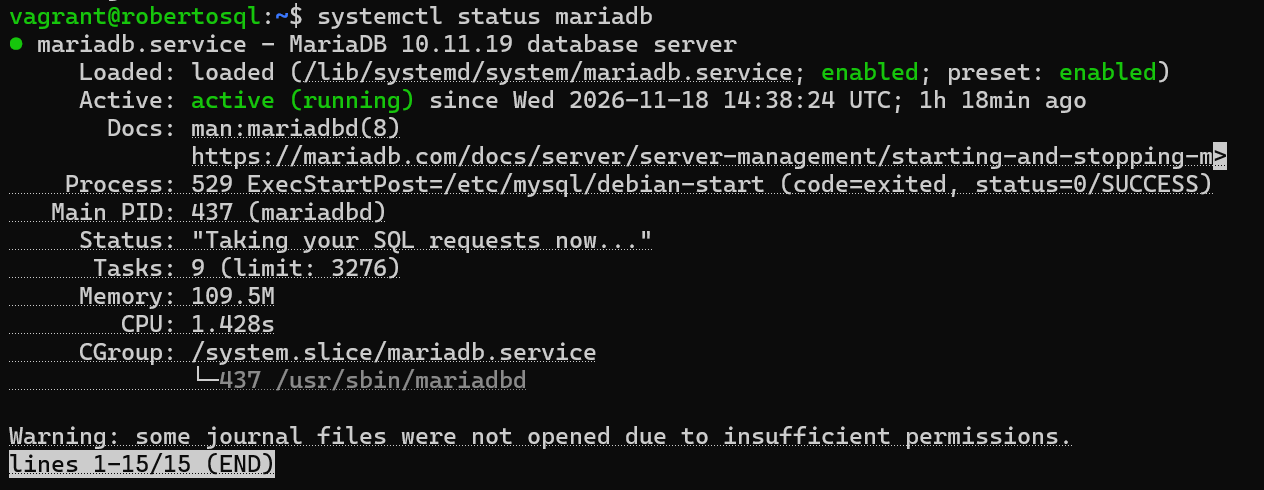 vagrant@robertosql:~$ systemctl status mariadb
● mariadb.service - MariaDB 10.11.19 database server
     Loaded: loaded (/lib/systemd/system/mariadb.service; enabled; preset: enabled)
     Active: active (running) since Wed 2026-11-18 14:38:24 UTC; 1h 18min ago
       Docs: man:mariadbd(8)
             https://mariadb.com/docs/server/server-management/starting-and-stopping-m>
    Process: 529 ExecStartPost=/etc/mysql/debian-start (code=exited, status=0/SUCCESS)
   Main PID: 437 (mariadbd)
     Status: "Taking your SQL requests now..."
      Tasks: 9 (limit: 3276)
     Memory: 109.5M
        CPU: 1.428s
     CGroup: /system.slice/mariadb.service
             └─437 /usr/sbin/mariadbd

Warning: some journal files were not opened due to insufficient permissions.
lines 1-15/15 (END)